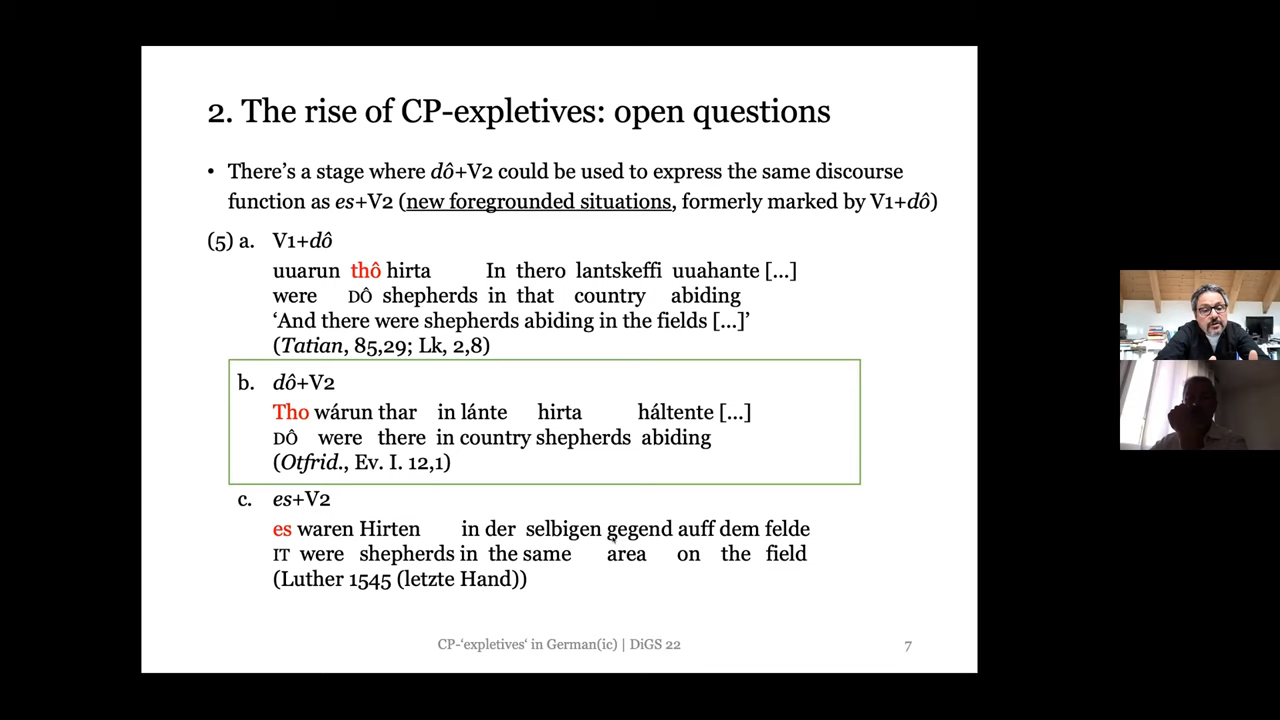 2. The rise of CP-expletives: open questions
• There’s a stage where dô+V2 could be used to express the same discourse
function as es+V2 (new foregrounded situations, formerly marked by V1+dô)
(5) a. V1+dô
uuarun thô hirta In thero lantskeffi uuahante [...]
were DÔ shepherds in that country abiding
‘And there were shepherds abiding in the fields [...]’
(Tatian, 85,29; Lk, 2,8)
b. dô+V2
Tho wárun thar in lánte hirta háltente [...]
DÔ were there in country shepherds abiding
(Otfrid., Ev. I. 12,1)
c. es+V2
es waren Hirten in der selbigen gegend auff dem felde
IT were shepherds in the same area on the field
(Luther 1545 (letzte Hand))
CP-‘expletives‘ in German(ic) | DiGS 22 7